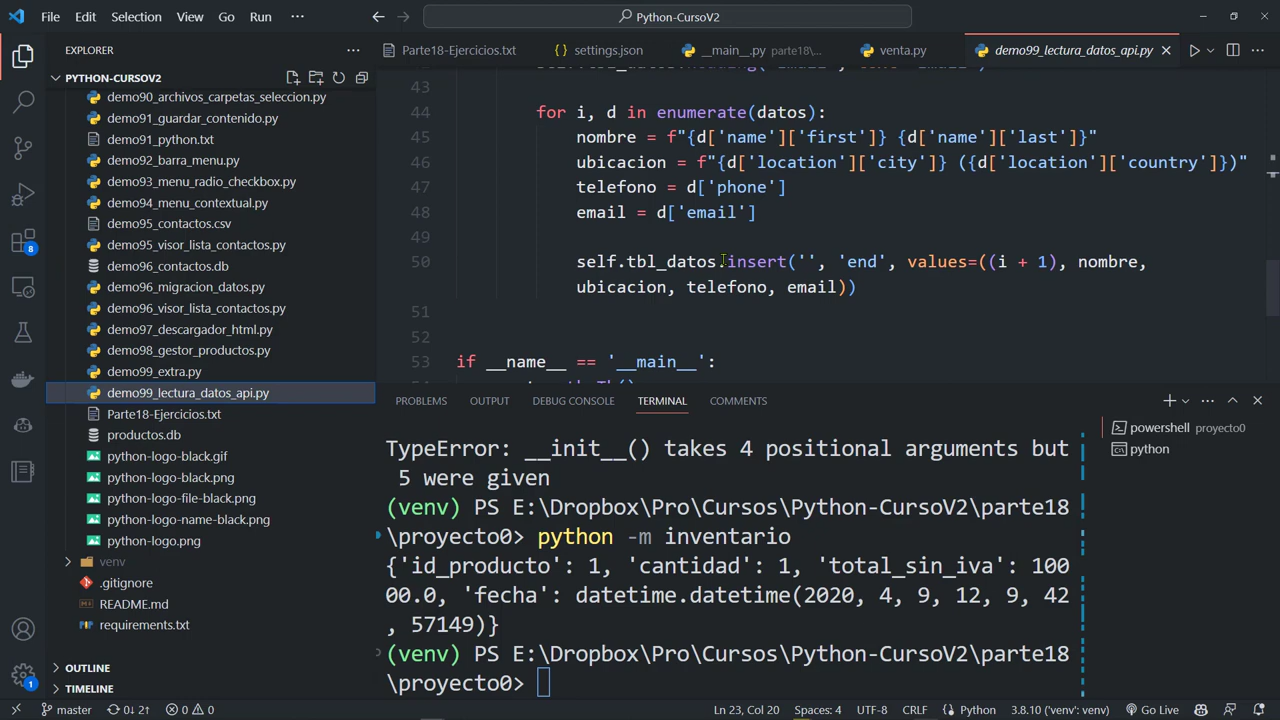 File Edit Selection View Go Run ··· Python-CursoV2
EXPLORER
PYTHON-CURSOV2
demo90_archivos_carpetas_seleccion.py
demo91_guardar_contenido.py
demo91_python.txt
demo92_barra_menu.py
demo93_menu_radio_checkbox.py
demo94_menu_contextual.py
demo95_contactos.csv
demo95_visor_lista_contactos.py
demo96_contactos.db
demo96_migracion_datos.py
demo96_visor_lista_contactos.py
demo97_descargador_html.py
demo98_gestor_productos.py
demo99_extra.py
demo99_lectura_datos_api.py
Parte18-Ejercicios.txt
productos.db
python-logo-black.gif
python-logo-black.png
python-logo-file-black.png
python-logo-name-black.png
python-logo.png
venv
.gitignore
README.md
requirements.txt
OUTLINE
TIMELINE
8
1
Parte18-Ejercicios.txt settings.json __main__.py parte18\... venta.py demo99_lectura_datos_api.py
43
44 for i, d in enumerate(datos):
45 nombre = f"{d['name']['first']} {d['name']['last']}"
46 ubicacion = f"{d['location']['city']} ({d['location']['country']})"
47 telefono = d['phone']
48 email = d['email']
49
50 self.tbl_datos.insert('', 'end', values=((i + 1), nombre,
ubicacion, telefono, email))
51
52
53 if __name__ == '__main__':
PROBLEMS OUTPUT DEBUG CONSOLE TERMINAL COMMENTS
TypeError: __init__() takes 4 positional arguments but
5 were given
(venv) PS E:\Dropbox\Pro\Cursos\Python-CursoV2\parte18
\proyecto0> python -m inventario
{'id_producto': 1, 'cantidad': 1, 'total_sin_iva': 100
00.0, 'fecha': datetime.datetime(2020, 4, 9, 12, 9, 42
, 57149)}
(venv) PS E:\Dropbox\Pro\Cursos\Python-CursoV2\parte18
\proyecto0>
powershell proyecto0
python
master 0↓ 2↑ 0 0 Ln 23, Col 20 Spaces: 4 UTF-8 CRLF Python 3.8.10 ('venv': venv) Go Live